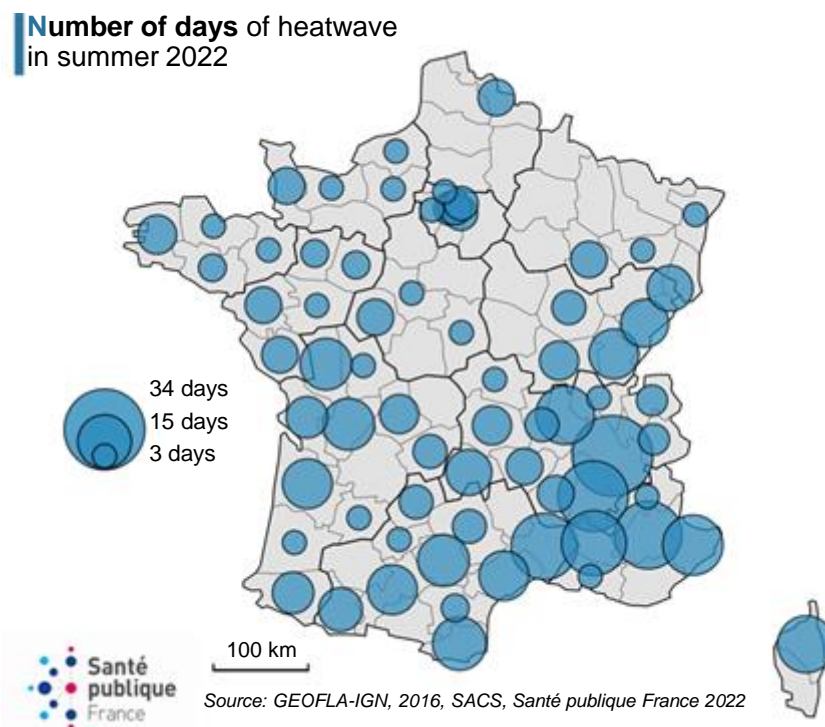 Number of days of heatwave
in summer 2022
34 days
15 days
3 days
100 km
Santé
publique
France
Source: GEOFLA-IGN, 2016, SACS, Santé publique France 2022